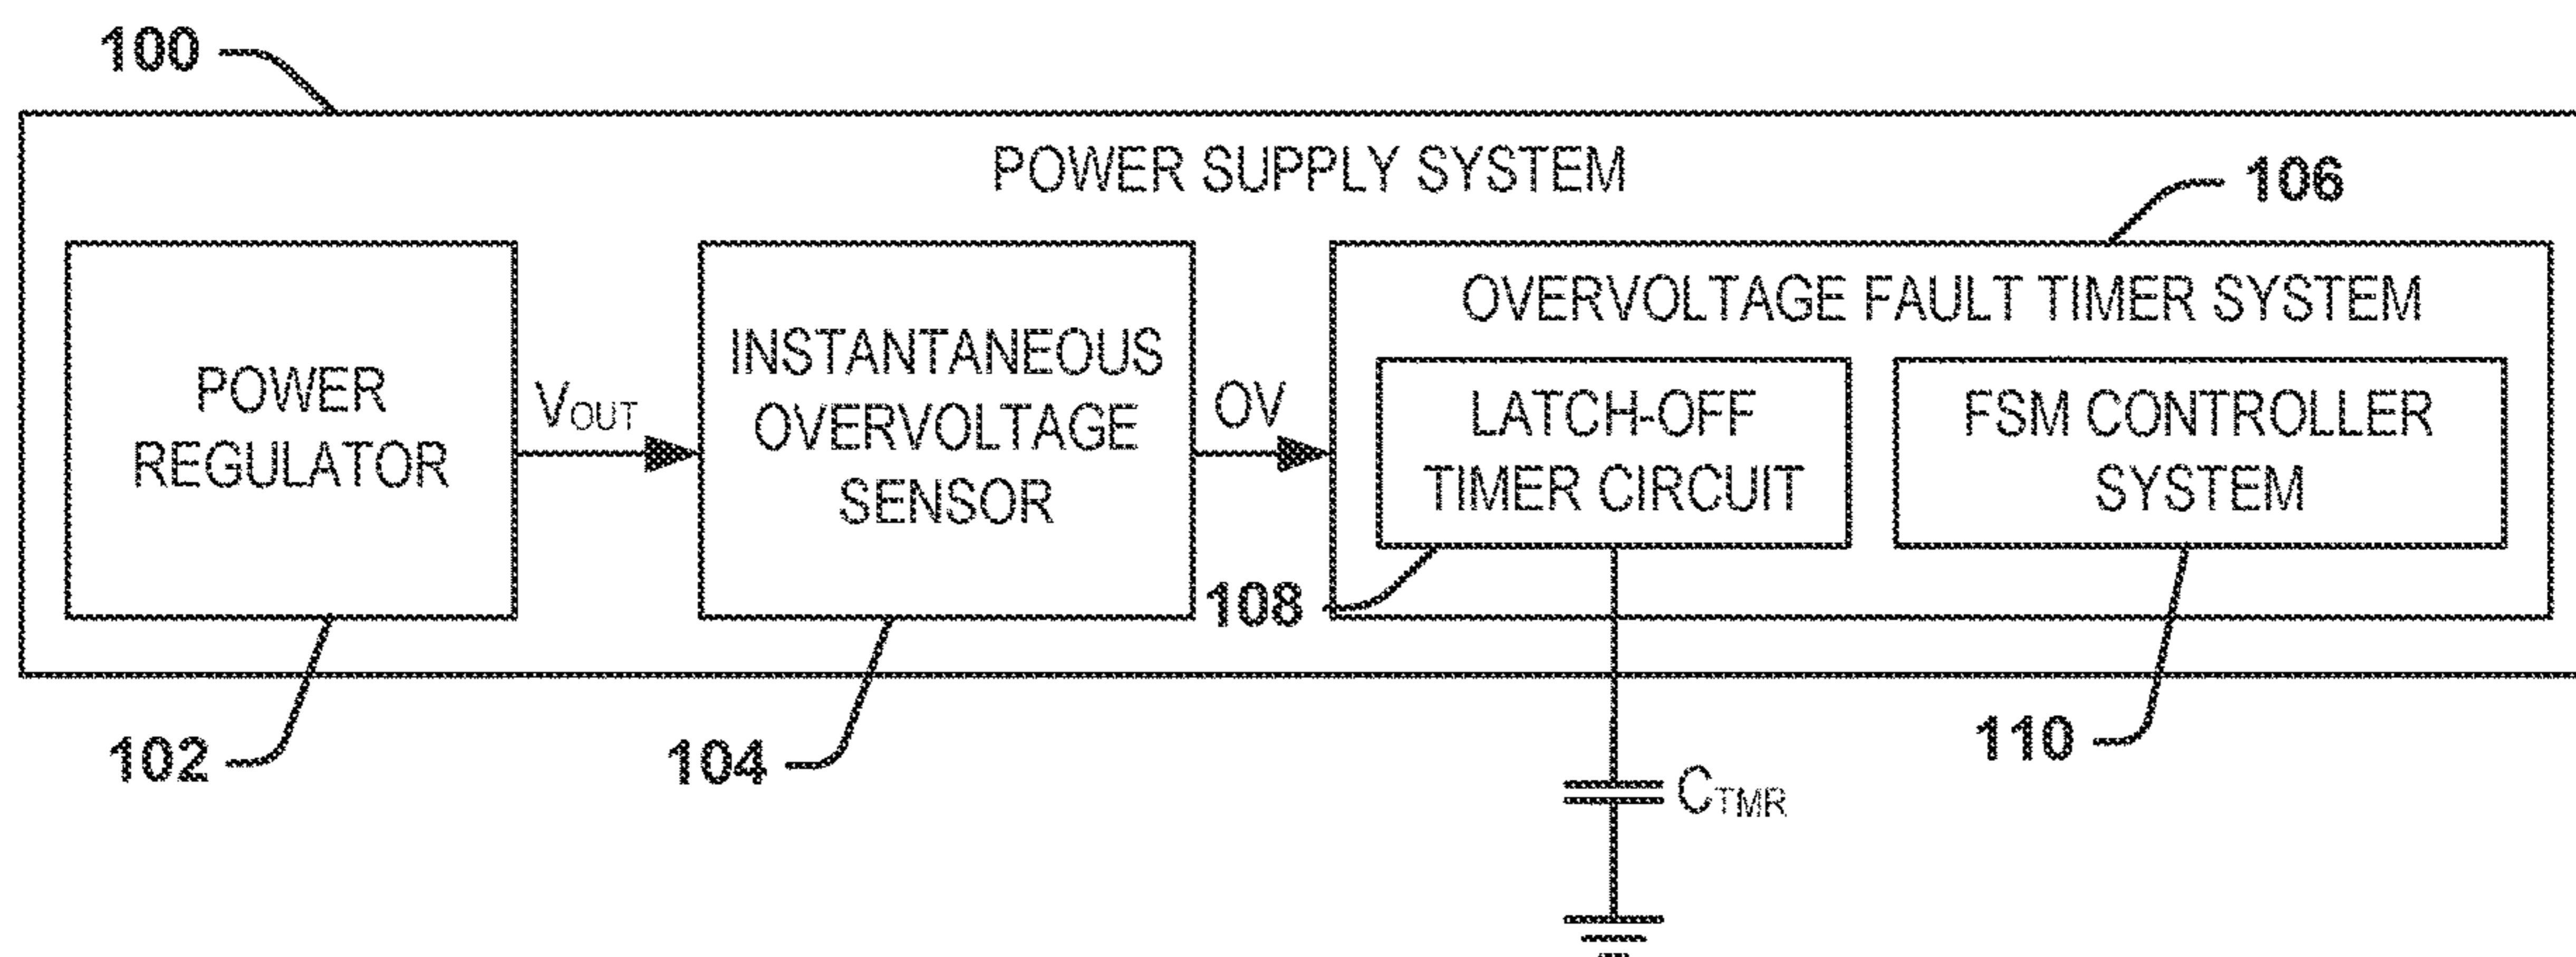 100
POWER SUPPLY SYSTEM
106
POWER
REGULATOR
VOUT
INSTANTANEOUS
OVERVOLTAGE
SENSOR
OV
OVERVOLTAGE FAULT TIMER SYSTEM
LATCH-OFF
TIMER CIRCUIT
FSM CONTROLLER
SYSTEM
108
102
104
110
CTMR